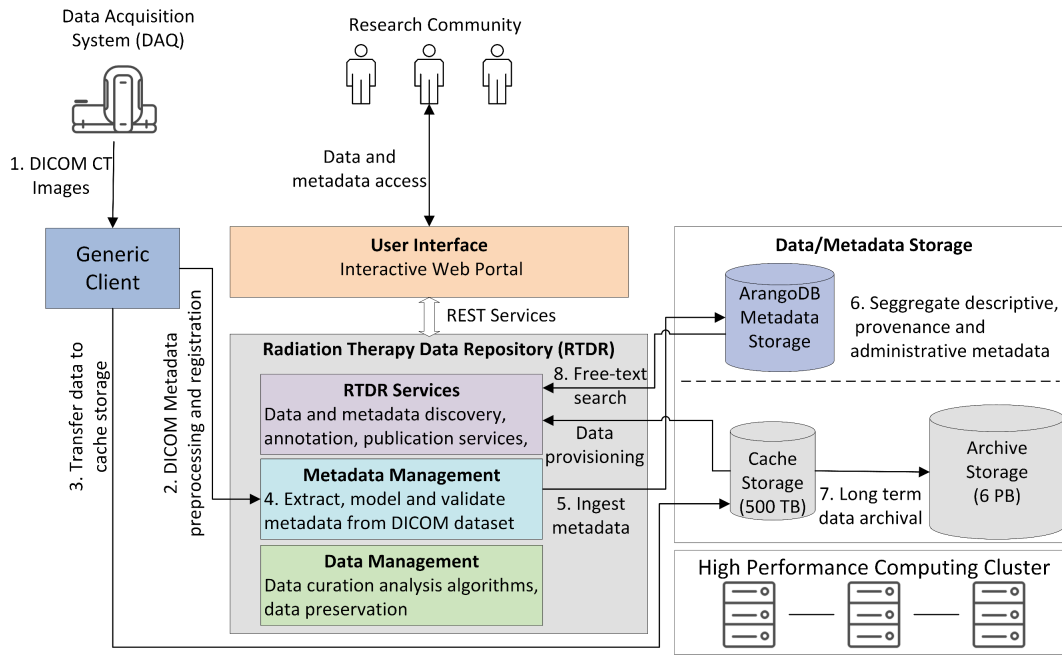 Data Acquisition
System (DAQ)
Research Community
1. DICOM CT
Images
Data and
metadata access
Generic
Client
User Interface
Interactive Web Portal
REST Services
2. DICOM Metadata
preprocessing and registration
3. Transfer data to
cache storage
Radiation Therapy Data Repository (RTDR)
RTDR Services
Data and metadata discovery,
annotation, publication services,
Metadata Management
4. Extract, model and validate
metadata from DICOM dataset
Data Management
Data curation analysis algorithms,
data preservation
8. Free-text
search
Data
provisioning
5. Ingest
metadata
Data/Metadata Storage
ArangoDB
Metadata
Storage
6. Seggregate descriptive,
provenance and
administrative metadata
Cache
Storage
(500 TB)
7. Long term
data archival
Archive
Storage
(6 PB)
High Performance Computing Cluster